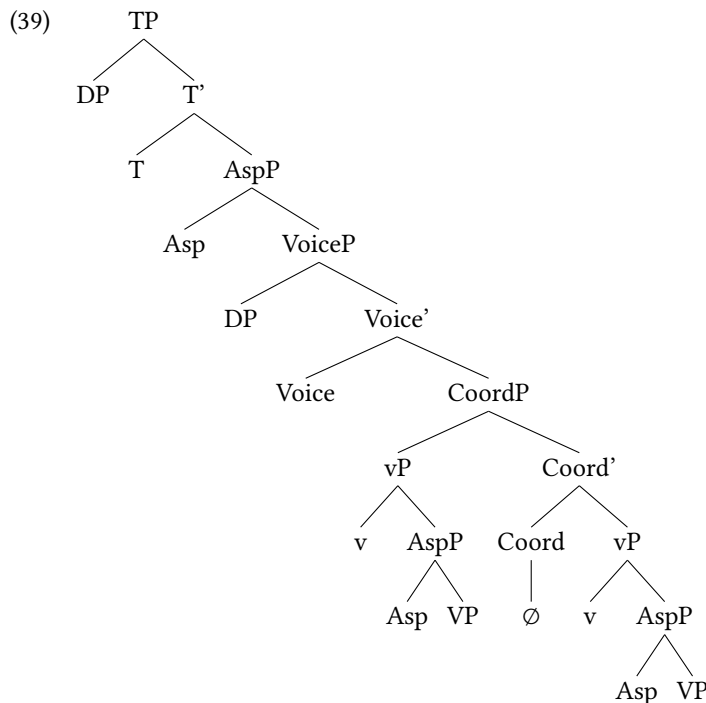 (39) TP
DP T'
T AspP
Asp VoiceP
DP Voice'
Voice CoordP
vP Coord'
v AspP Coord vP
Asp VP ∅ v AspP
Asp VP